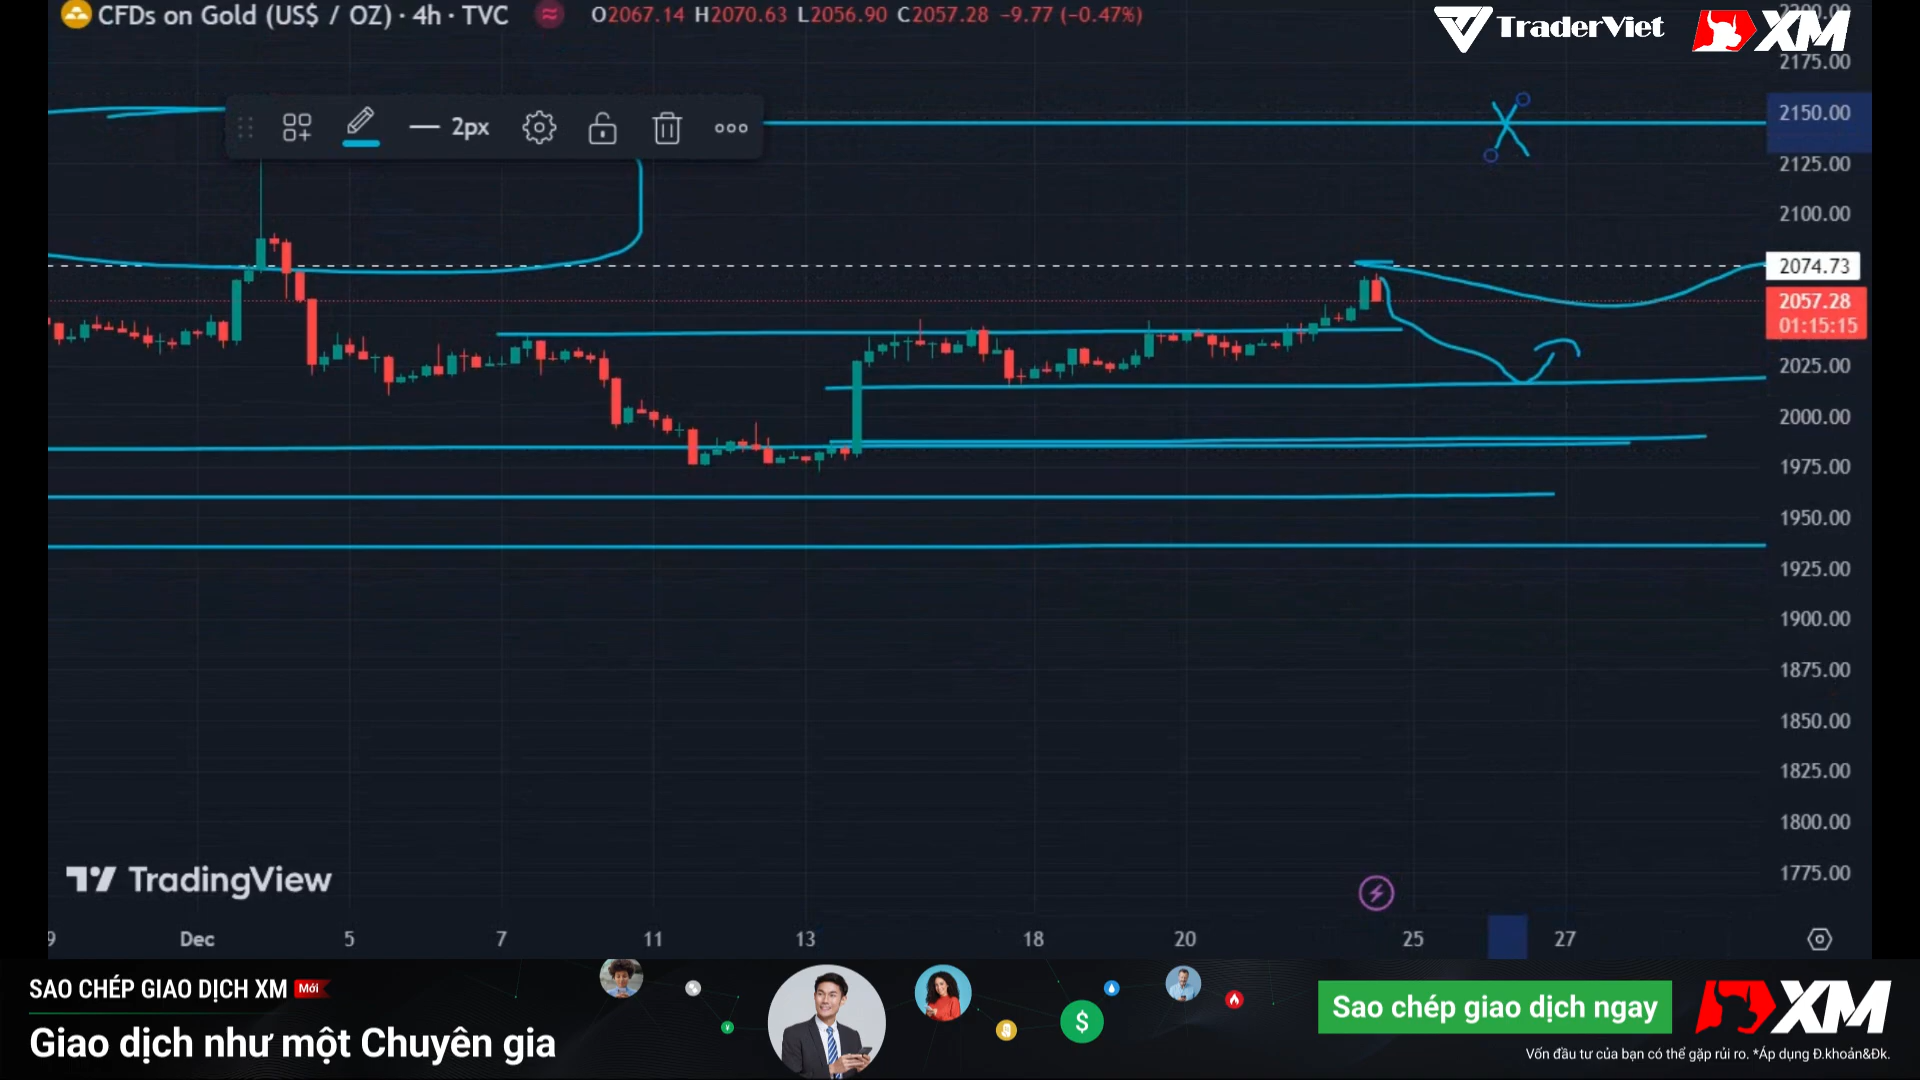 CFDs on Gold (US$ / OZ) · 4h · TVC
O2067.14 H2070.63 L2056.90 C2057.28 −9.77 (−0.47%)
TraderViet
XM
2200.00
2175.00
2px
2150.00
2125.00
2100.00
2074.73
2057.28
01:15:15
2025.00
2000.00
1975.00
1950.00
1925.00
1900.00
1875.00
1850.00
1825.00
1800.00
1775.00
TradingView
9 Dec 5 7 11 13 18 20 25 27
SAO CHÉP GIAO DỊCH XM Mới
Giao dịch như một Chuyên gia
$
Sao chép giao dịch ngay
XM
Vốn đầu tư của bạn có thể gặp rủi ro. *Áp dụng Đ.khoản&Đk.